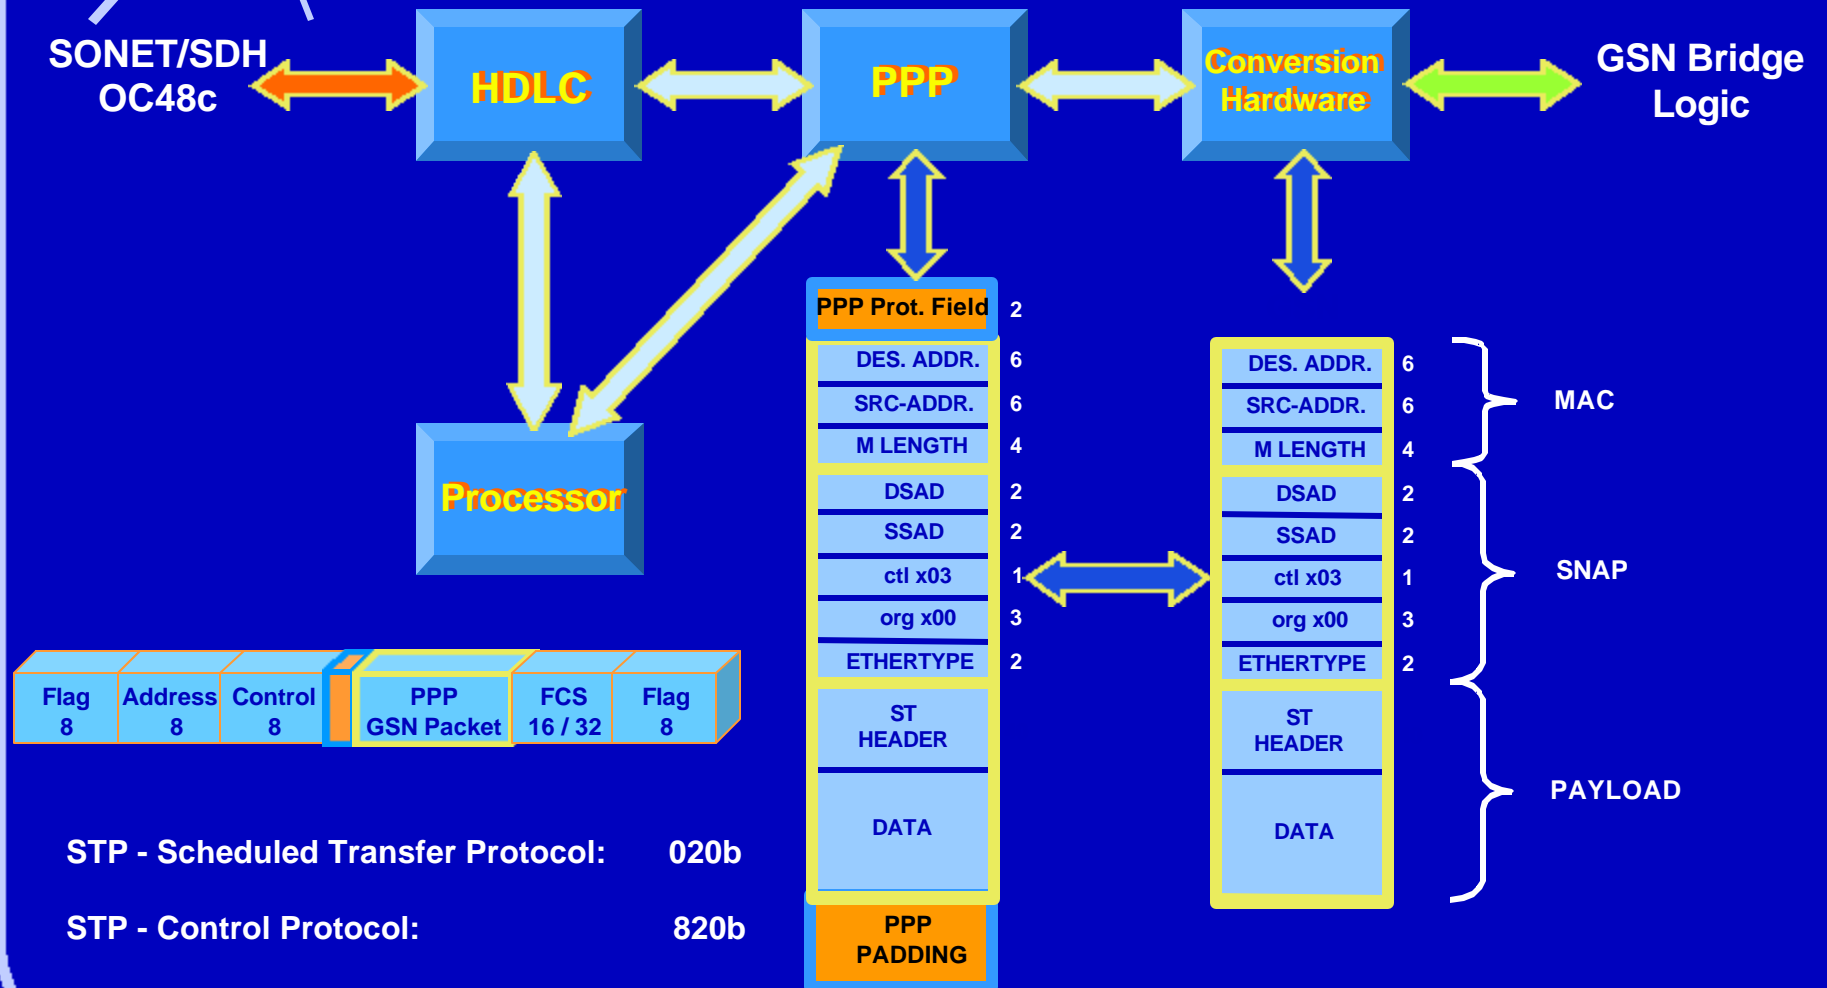 SONET/SDH
OC48c
HDLC
PPP
Conversion
Hardware
GSN Bridge
Logic
Processor
PPP Prot. Field 2
DES. ADDR. 6
SRC-ADDR. 6
M LENGTH 4
DSAD 2
SSAD 2
ctl x03 1
org x00 3
ETHERTYPE 2
ST
HEADER
DATA
PPP
PADDING
DES. ADDR. 6
SRC-ADDR. 6
M LENGTH 4
DSAD 2
SSAD 2
ctl x03 1
org x00 3
ETHERTYPE 2
ST
HEADER
DATA
MAC
SNAP
PAYLOAD
Flag
8
Address
8
Control
8
PPP
GSN Packet
FCS
16 / 32
Flag
8
STP - Scheduled Transfer Protocol: 020b
STP - Control Protocol: 820b